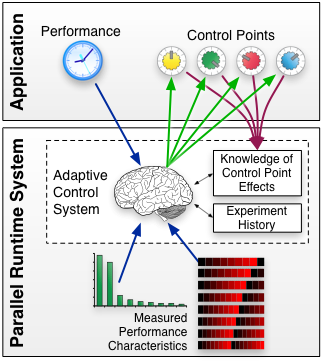 Application
Performance
Control Points
Parallel Runtime System
Adaptive
Control
System
Knowledge of
Control Point
Effects
Experiment
History
Measured
Performance
Characteristics